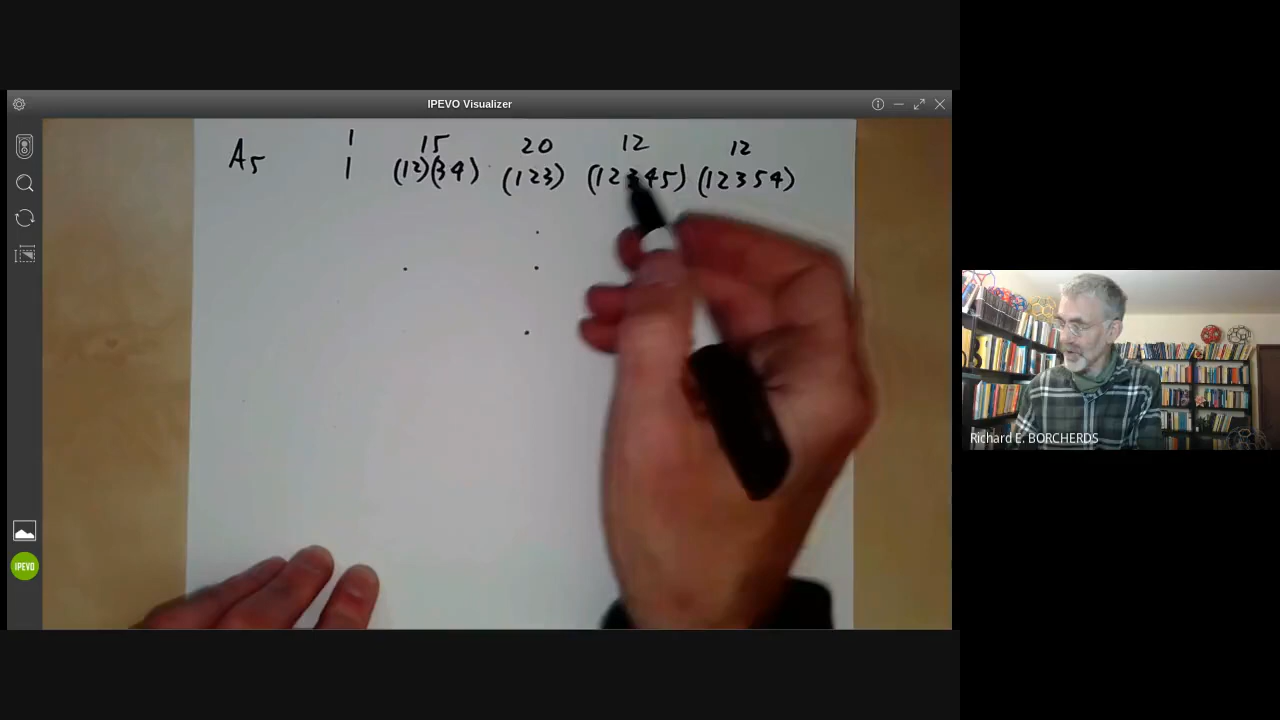 IPEVO Visualizer
1 15 20 12 12
A5 1 (12)(34) (123) (12345) (12354)
Richard E. BORCHERDS
IPEVO